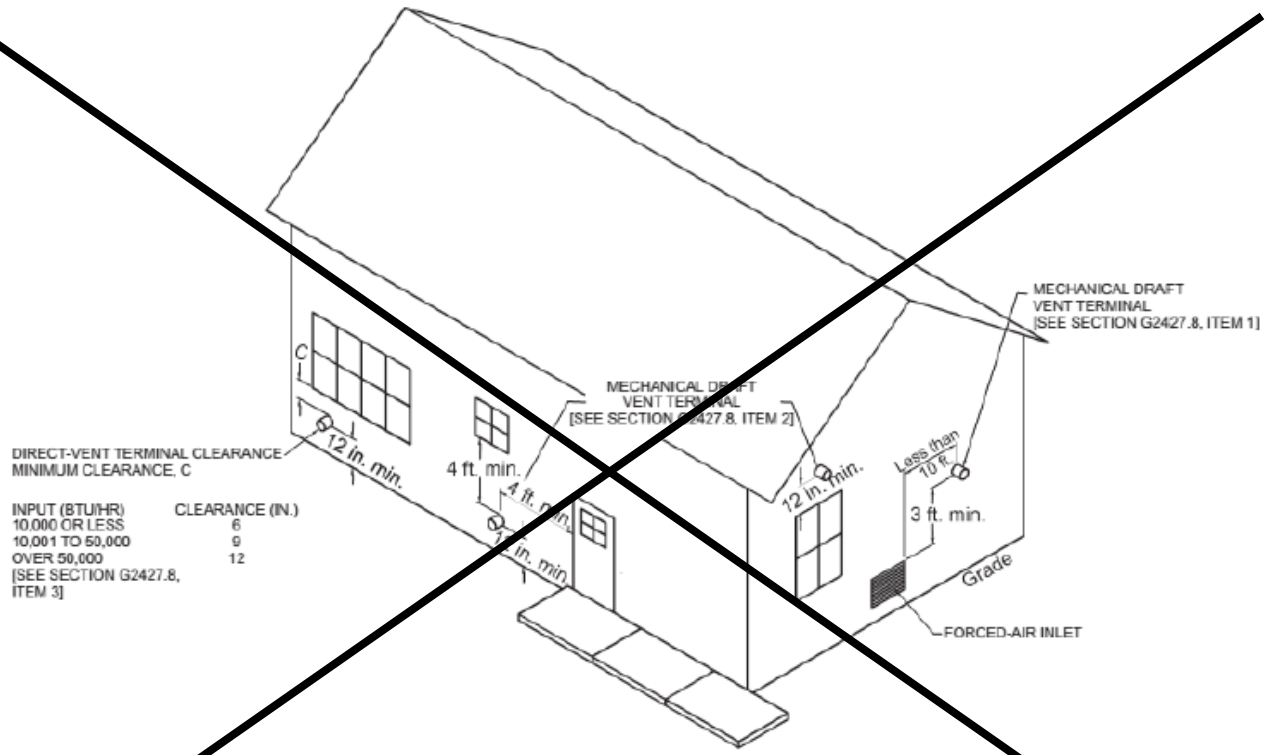 MECHANICAL DRAFT
VENT TERMINAL
[SEE SECTION G2427.8, ITEM 1]
C
MECHANICAL DRAFT
VENT TERMINAL
[SEE SECTION G2427.8, ITEM 2]
DIRECT-VENT TERMINAL CLEARANCE
MINIMUM CLEARANCE, C
INPUT (BTU/HR) CLEARANCE (IN.)
10,000 OR LESS 6
10,001 TO 50,000 9
OVER 50,000 12
[SEE SECTION G2427.8,
ITEM 3]
12 in. min.
4 ft. min.
4 ft. min.
12 in. min.
12 in. min.
Less than
10 ft.
3 ft. min.
Grade
FORCED-AIR INLET